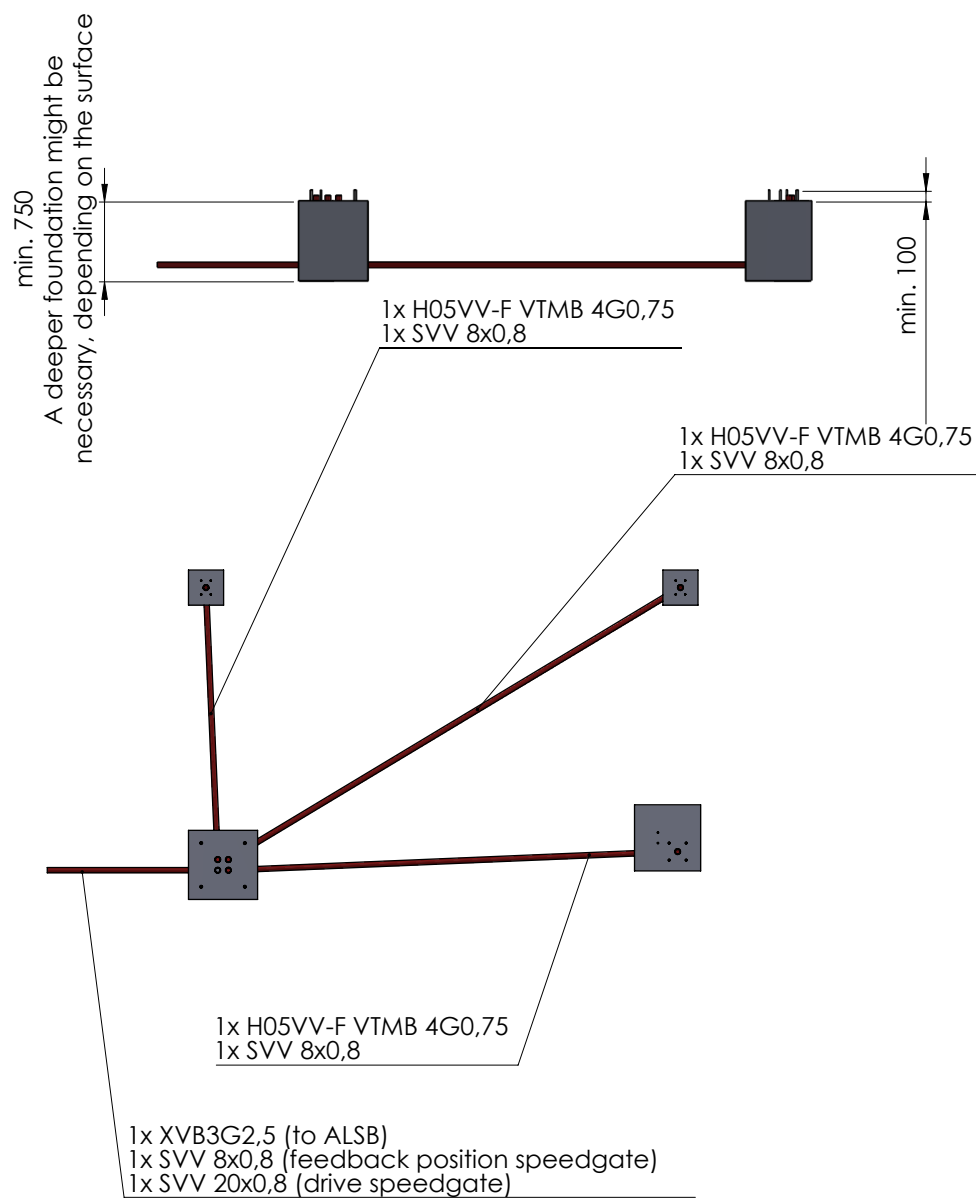 min. 750
A deeper foundation might be
necessary, depending on the surface
min. 100
1x H05VV-F VTMB 4G0,75
1x SVV 8x0,8
1x H05VV-F VTMB 4G0,75
1x SVV 8x0,8
1x H05VV-F VTMB 4G0,75
1x SVV 8x0,8
1x XVB3G2,5 (to ALSB)
1x SVV 8x0,8 (feedback position speedgate)
1x SVV 20x0,8 (drive speedgate)